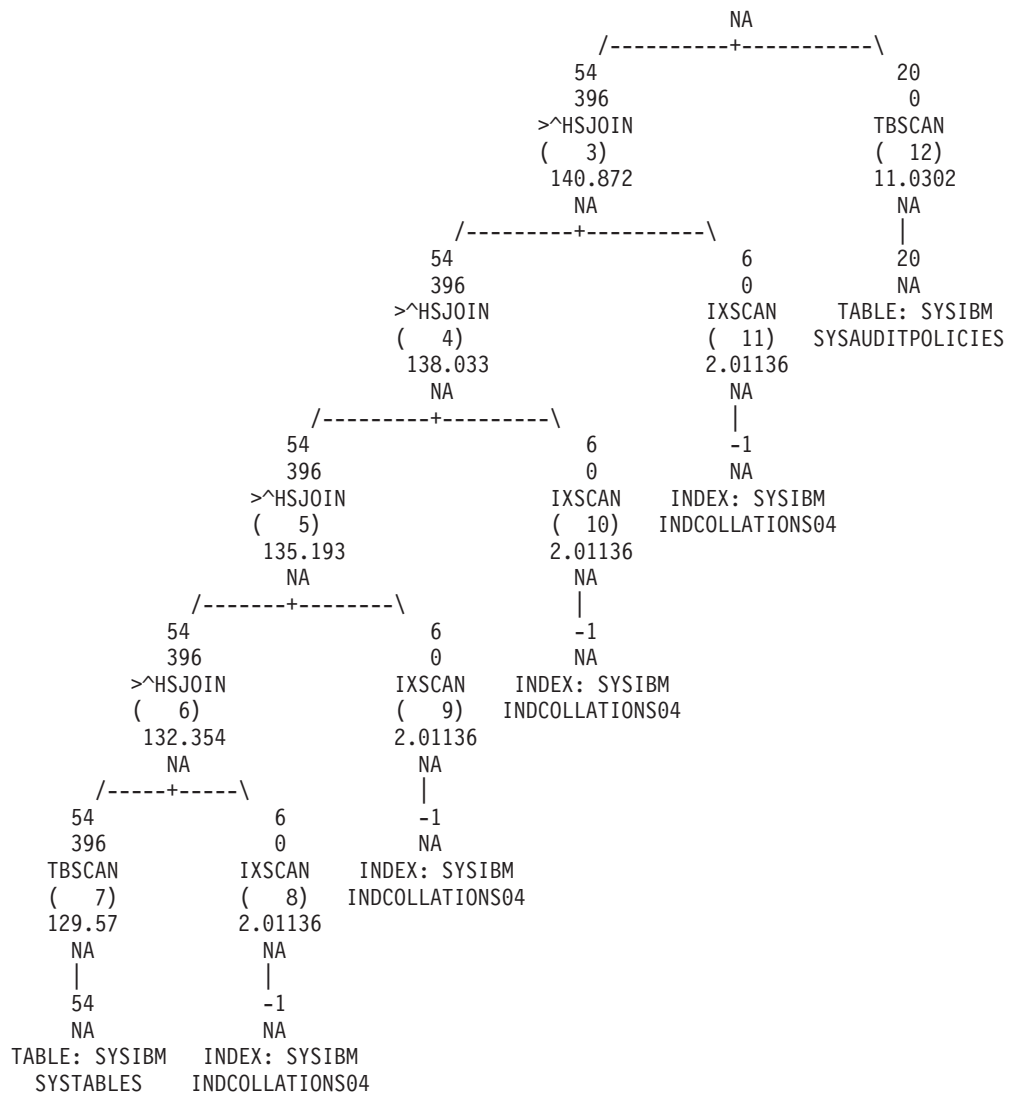 NA
/----------+-----------\
54 20
396 0
>^HSJOIN TBSCAN
( 3) ( 12)
140.872 11.0302
NA NA
/---------+----------\ |
54 6 20
396 0 NA
>^HSJOIN IXSCAN TABLE: SYSIBM
( 4) ( 11) SYSAUDITPOLICIES
138.033 2.01136
NA NA
/---------+---------\ |
54 6 -1
396 0 NA
>^HSJOIN IXSCAN INDEX: SYSIBM
( 5) ( 10) INDCOLLATIONS04
135.193 2.01136
NA NA
/-------+--------\ |
54 6 -1
396 0 NA
>^HSJOIN IXSCAN INDEX: SYSIBM
( 6) ( 9) INDCOLLATIONS04
132.354 2.01136
NA NA
/-----+-----\ |
54 6 -1
396 0 NA
TBSCAN IXSCAN INDEX: SYSIBM
( 7) ( 8) INDCOLLATIONS04
129.57 2.01136
NA NA
| |
54 -1
NA NA
TABLE: SYSIBM INDEX: SYSIBM
SYSTABLES INDCOLLATIONS04